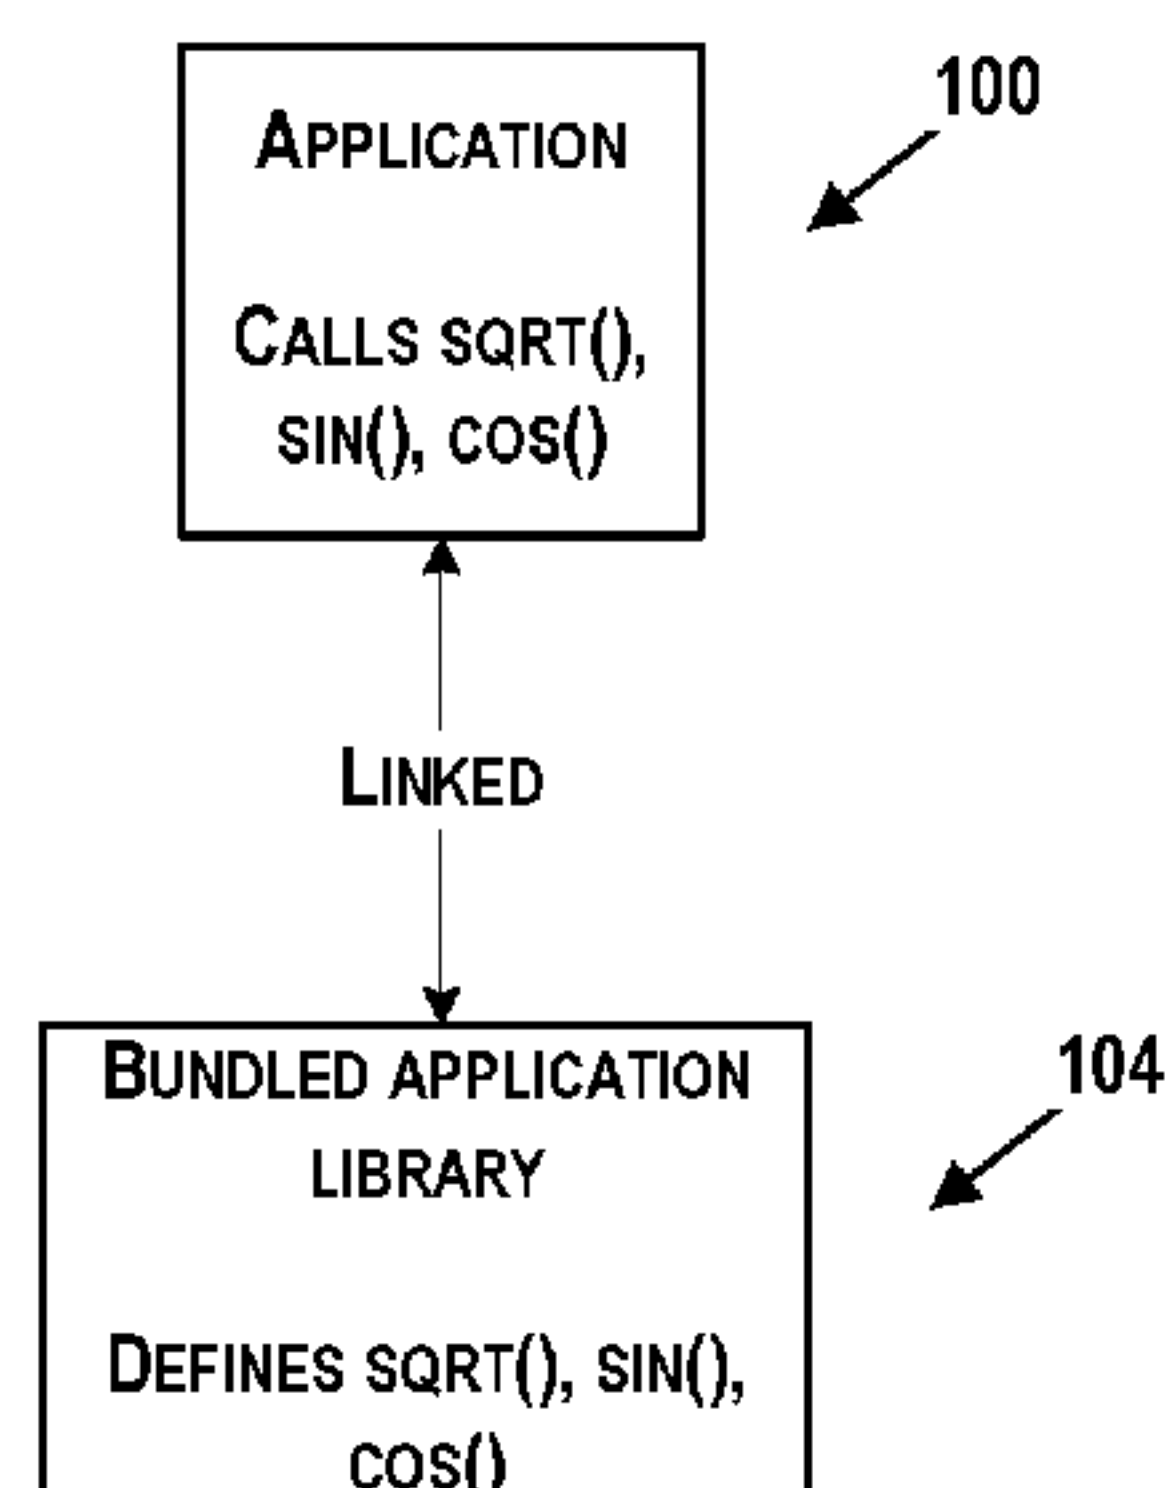 100
APPLICATION
CALLS SQRT(),
SIN(), COS()
LINKED
104
BUNDLED APPLICATION
LIBRARY
DEFINES SQRT(), SIN(),
COS()